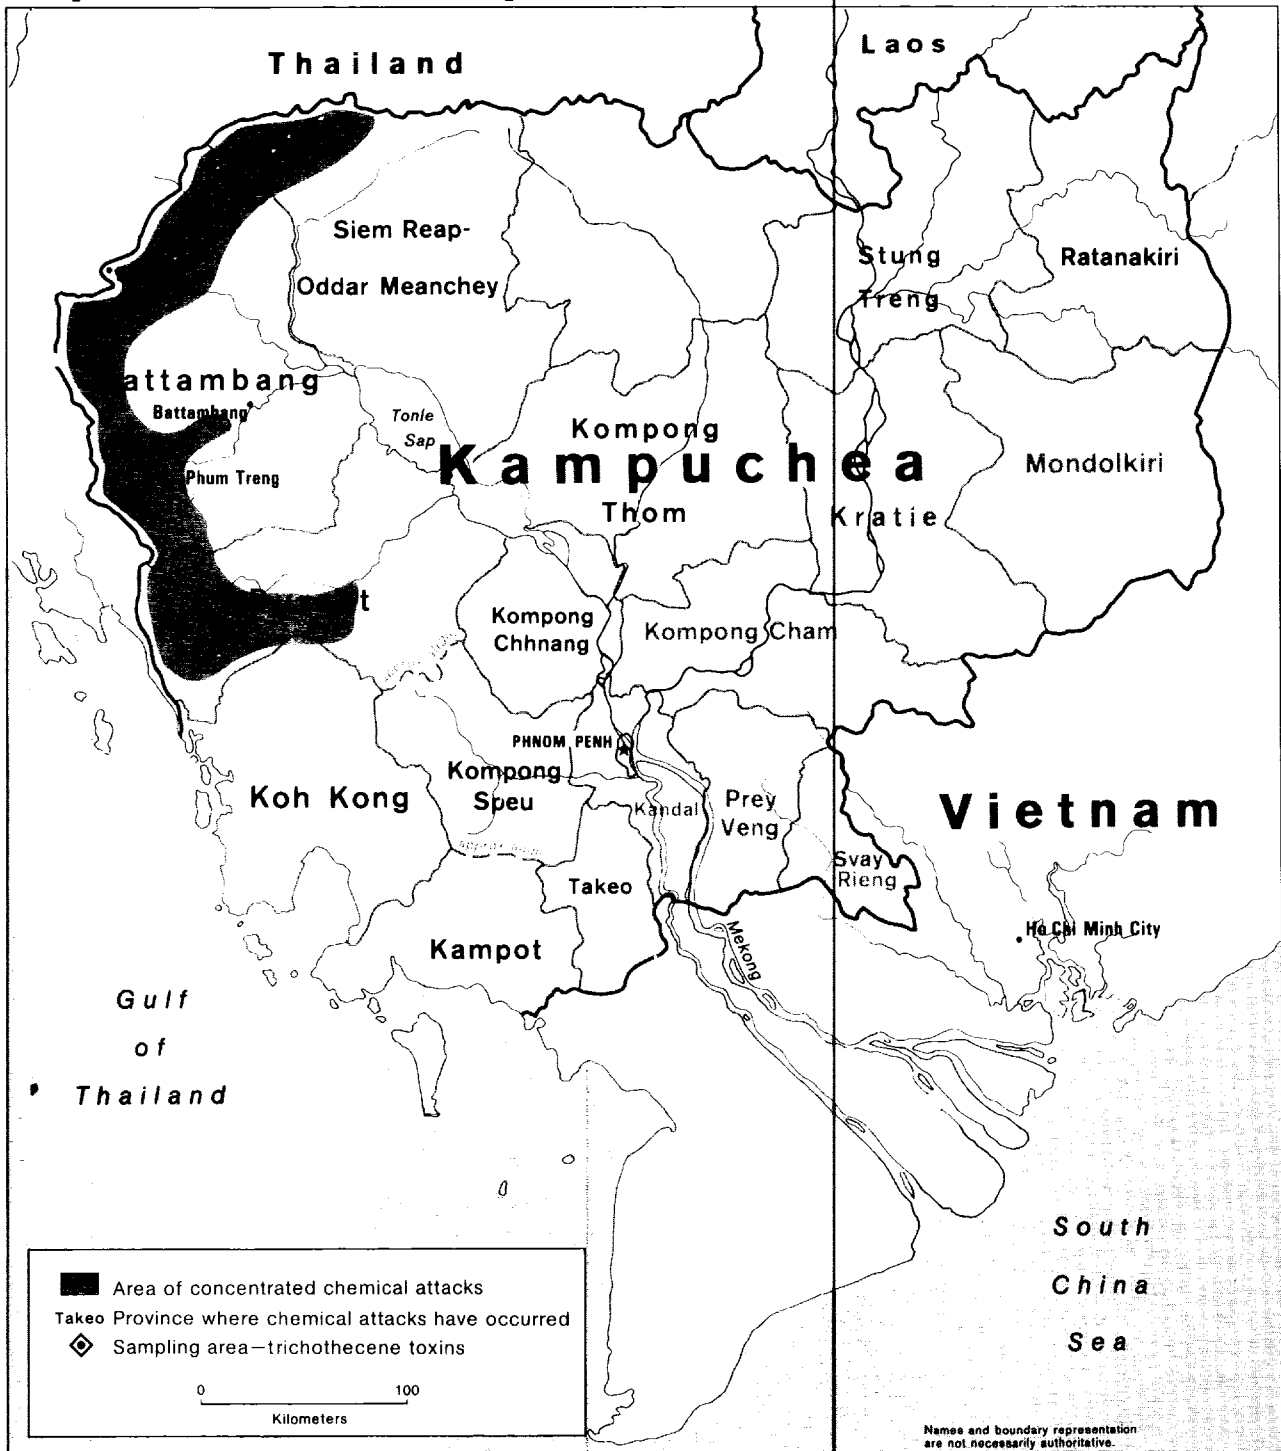 Thailand
Laos
Siem Reap-
Oddar Meanchey
Stung
Treng
Ratanakiri
attambang
Battambang
Tonle
Sap
Phum Treng
Kompong
Kampuchea
Thom
Mondolkiri
Kratie
t
Kompong
Chhnang
Kompong Cham
PHNOM PENH
Kompong
Speu
Koh Kong
Kandal
Prey
Veng
Vietnam
Svay
Rieng
Takeo
Kampot
Mekong
Ho Chi Minh City
Gulf
of
Thailand
South
China
Sea
Area of concentrated chemical attacks
Takeo Province where chemical attacks have occurred
Sampling area—trichothecene toxins
0 100
Kilometers
Names and boundary representation
are not necessarily authoritative.